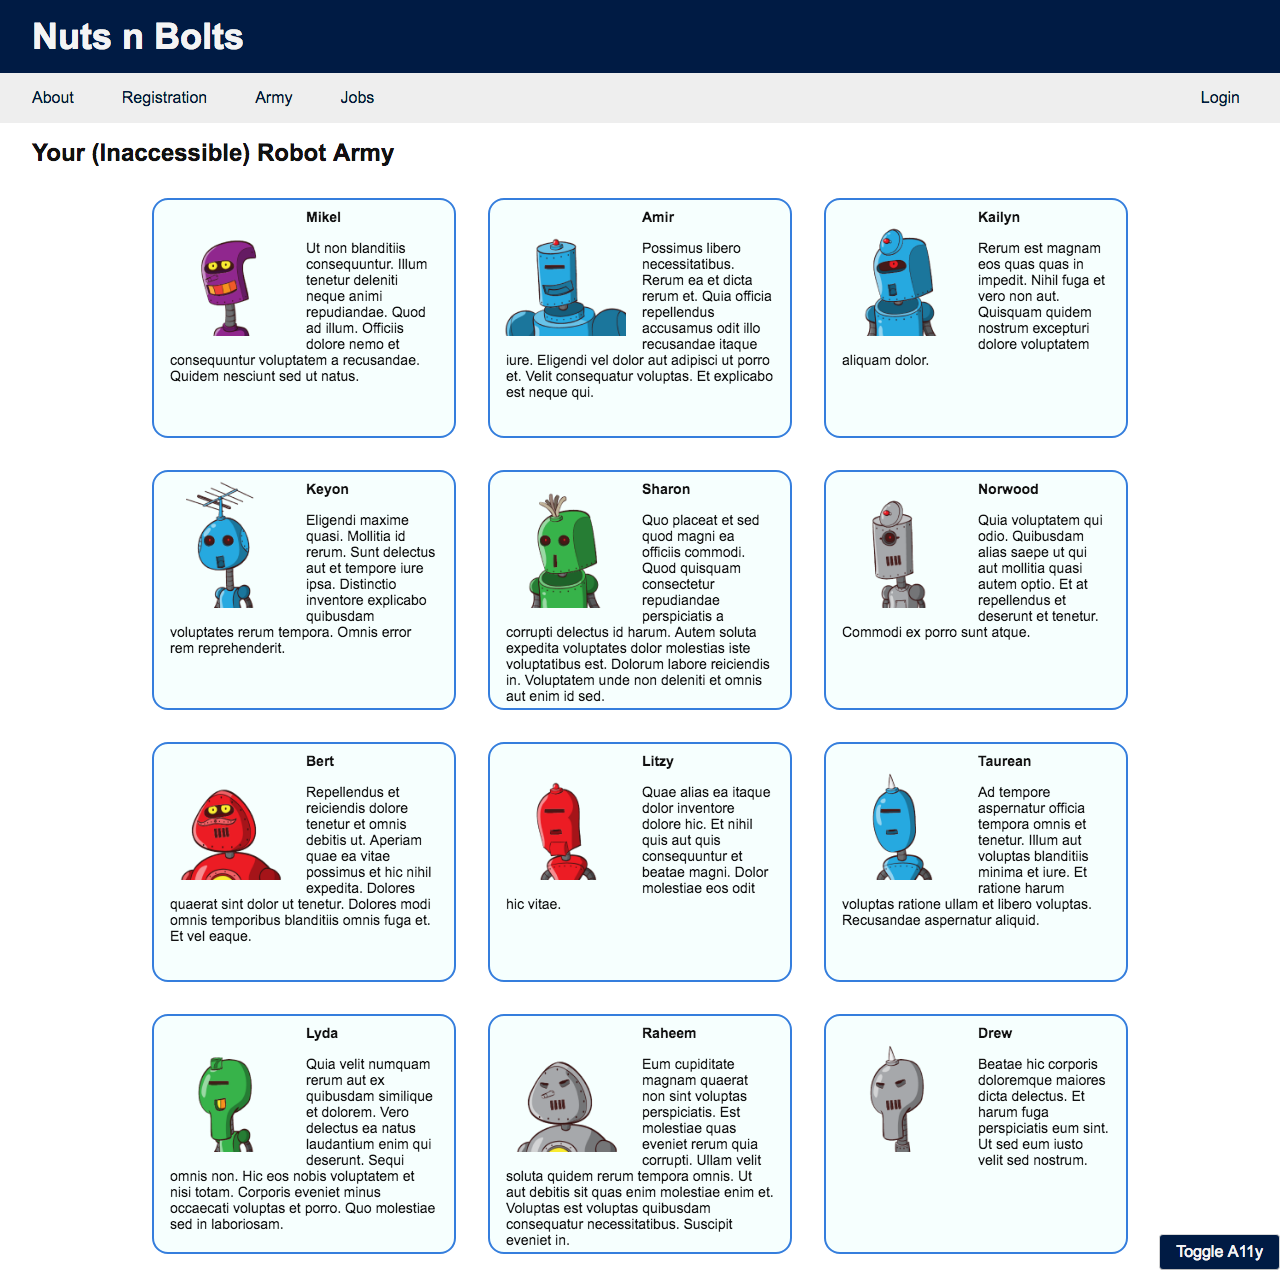 Nuts n Bolts
About Registration Army Jobs Login
Your (Inaccessible) Robot Army
Mikel
Ut non blanditiis
consequuntur. Illum
tenetur deleniti
neque animi
repudiandae. Quod
ad illum. Officiis
dolore nemo et
consequuntur voluptatem a recusandae.
Quidem nesciunt sed ut natus.
Amir
Possimus libero
necessitatibus.
Rerum ea et dicta
rerum et. Quia officia
repellendus
accusamus odit illo
recusandae itaque
iure. Eligendi vel dolor aut adipisci ut porro
et. Velit consequatur voluptas. Et explicabo
est neque qui.
Kailyn
Rerum est magnam
eos quas quas in
impedit. Nihil fuga et
vero non aut.
Quisquam quidem
nostrum excepturi
dolore voluptatem
aliquam dolor.
Keyon
Eligendi maxime
quasi. Mollitia id
rerum. Sunt delectus
aut et tempore iure
ipsa. Distinctio
inventore explicabo
quibusdam
voluptates rerum tempora. Omnis error
rem reprehenderit.
Sharon
Quo placeat et sed
quod magni ea
officiis commodi.
Quod quisquam
consectetur
repudiandae
perspiciatis a
corrupti delectus id harum. Autem soluta
expedita voluptates dolor molestias iste
voluptatibus est. Dolorum labore reiciendis
in. Voluptatem unde non deleniti et omnis
aut enim id sed.
Norwood
Quia voluptatem qui
odio. Quibusdam
alias saepe ut qui
aut mollitia quasi
autem optio. Et at
repellendus et
deserunt et tenetur.
Commodi ex porro sunt atque.
Bert
Repellendus et
reiciendis dolore
tenetur et omnis
debitis ut. Aperiam
quae ea vitae
possimus et hic nihil
expedita. Dolores
quaerat sint dolor ut tenetur. Dolores modi
omnis temporibus blanditiis omnis fuga et.
Et vel eaque.
Litzy
Quae alias ea itaque
dolor inventore
dolore hic. Et nihil
quis aut quis
consequuntur et
beatae magni. Dolor
molestiae eos odit
hic vitae.
Taurean
Ad tempore
aspernatur officia
tempora omnis et
tenetur. Illum aut
voluptas blanditiis
minima et iure. Et
ratione harum
voluptas ratione ullam et libero voluptas.
Recusandae aspernatur aliquid.
Lyda
Quia velit numquam
rerum aut ex
quibusdam similique
et dolorem. Vero
delectus ea natus
laudantium enim qui
deserunt. Sequi
omnis non. Hic eos nobis voluptatem et
nisi totam. Corporis eveniet minus
occaecati voluptas et porro. Quo molestiae
sed in laboriosam.
Raheem
Eum cupiditate
magnam quaerat
non sint voluptas
perspiciatis. Est
molestiae quas
eveniet rerum quia
corrupti. Ullam velit
soluta quidem rerum tempora omnis. Ut
aut debitis sit quas enim molestiae enim et.
Voluptas est voluptas quibusdam
consequatur necessitatibus. Suscipit
eveniet in.
Drew
Beatae hic corporis
doloremque maiores
dicta delectus. Et
harum fuga
perspiciatis eum sint.
Ut sed eum iusto
velit sed nostrum.
Toggle A11y